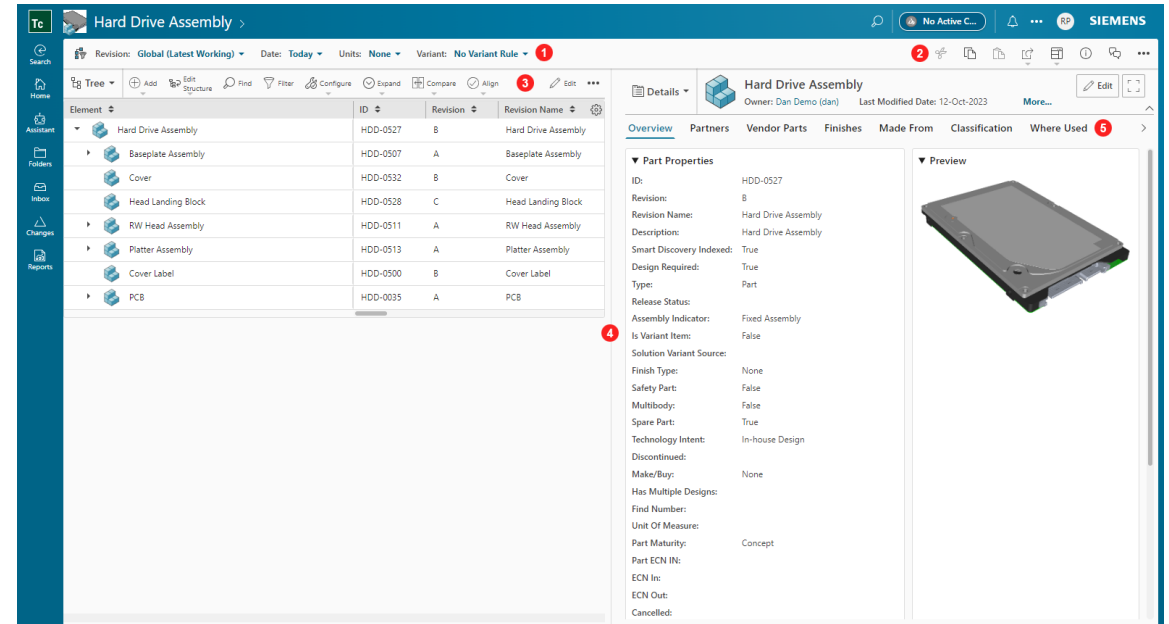 Tc Hard Drive Assembly > No Active C... ••• RP SIEMENS
Revision: Global (Latest Working) Date: Today Units: None Variant: No Variant Rule 1 2 •••
Search
Home
Assistant
Folders
Inbox
Changes
Reports
Tree Add Edit Structure Find Filter Configure Expand Compare Align 3 Edit •••
Element ID Revision Revision Name
Hard Drive Assembly HDD-0527 B Hard Drive Assembly
Baseplate Assembly HDD-0507 A Baseplate Assembly
Cover HDD-0532 B Cover
Head Landing Block HDD-0528 C Head Landing Block
RW Head Assembly HDD-0511 A RW Head Assembly
Platter Assembly HDD-0513 A Platter Assembly
Cover Label HDD-0500 B Cover Label
PCB HDD-0035 A PCB
4
Details Hard Drive Assembly Edit
Owner: Dan Demo (dan) Last Modified Date: 12-Oct-2023 More...
Overview Partners Vendor Parts Finishes Made From Classification Where Used 5
Part Properties
ID: HDD-0527
Revision: B
Revision Name: Hard Drive Assembly
Description: Hard Drive Assembly
Smart Discovery Indexed: True
Design Required: True
Type: Part
Release Status:
Assembly Indicator: Fixed Assembly
Is Variant Item: False
Solution Variant Source:
Finish Type: None
Safety Part: False
Multibody: False
Spare Part: True
Technology Intent: In-house Design
Discontinued:
Make/Buy: None
Has Multiple Designs:
Find Number:
Unit Of Measure:
Part Maturity: Concept
Part ECN IN:
ECN In:
ECN Out:
Cancelled:
Preview